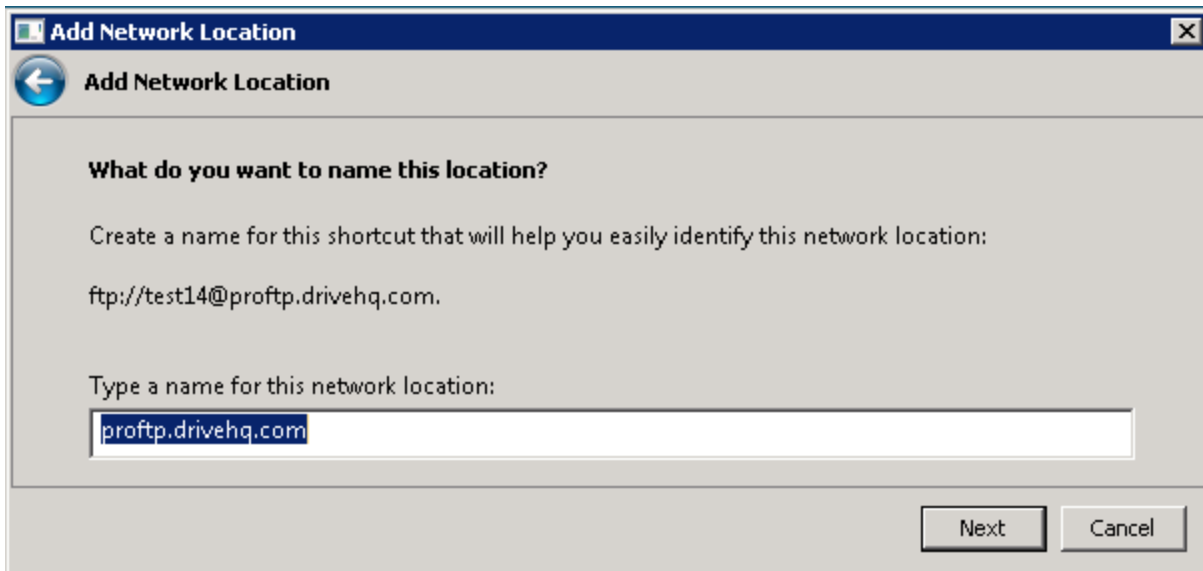 Add Network Location
Add Network Location
What do you want to name this location?
Create a name for this shortcut that will help you easily identify this network location:
ftp://test14@proftp.drivehq.com.
Type a name for this network location:
proftp.drivehq.com
Next Cancel